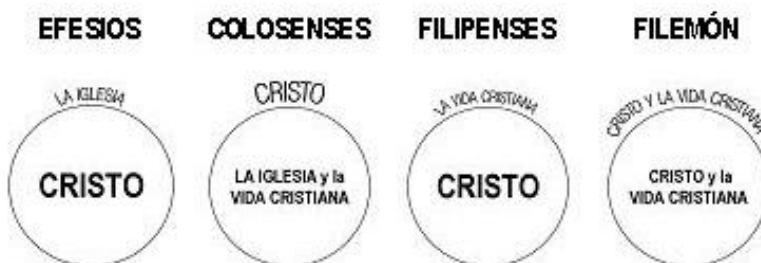 EFESIOS
LA IGLESIA
CRISTO
COLOSENSES
CRISTO
LA IGLESIA y la
VIDA CRISTIANA
FILIPENSES
LA VIDA CRISTIANA
CRISTO
FILEMÓN
CRISTO Y LA VIDA CRISTIANA
CRISTO y la
VIDA CRISTIANA